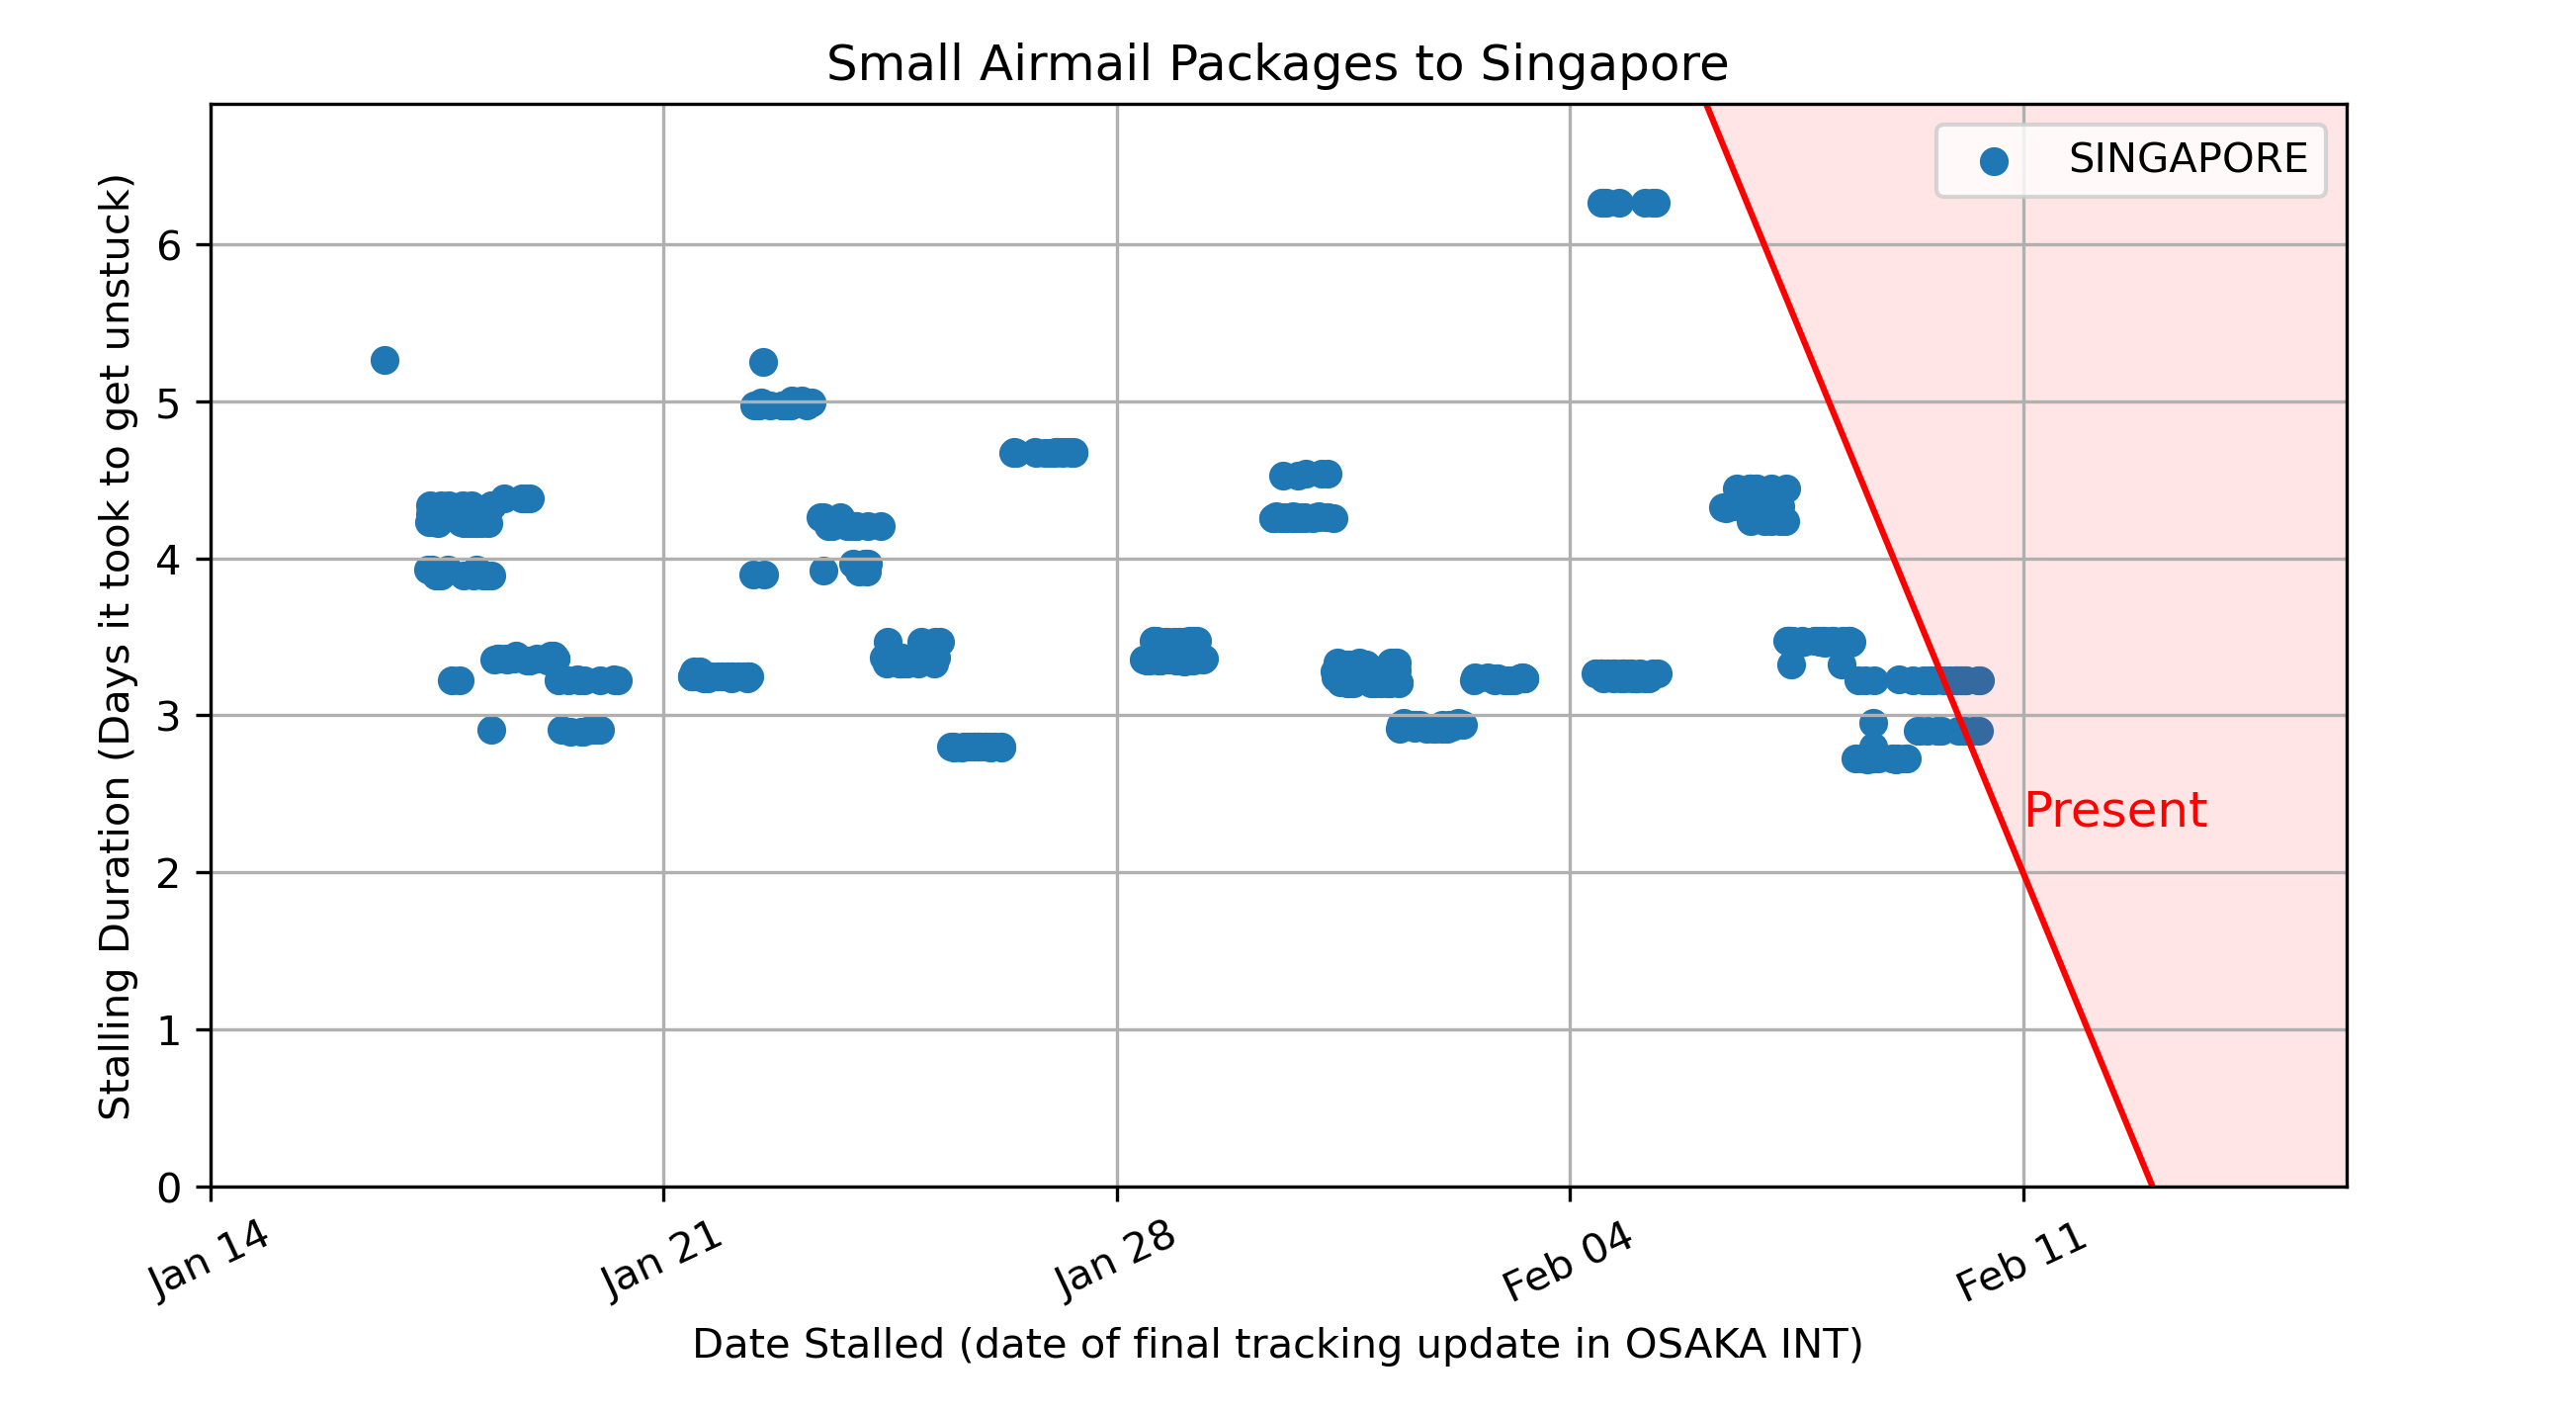 Small Airmail Packages to Singapore
SINGAPORE
Stalling Duration (Days it took to get unstuck)
6
5
4
3
2
1
0
Present
Jan 14
Jan 21
Jan 28
Feb 04
Feb 11
Date Stalled (date of final tracking update in OSAKA INT)